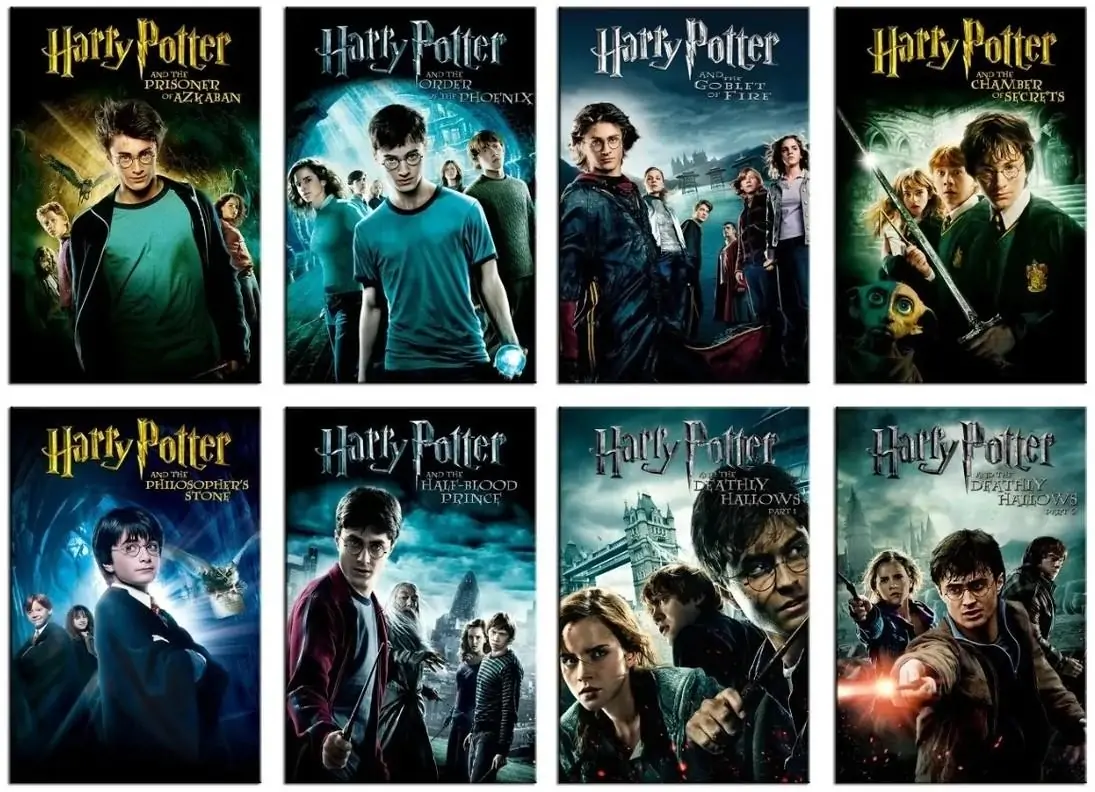 Harry Potter
AND THE
PRISONER
OF AZKABAN
Harry Potter
AND THE
ORDER
OF THE PHOENIX
Harry Potter
AND THE
GOBLET
OF FIRE
Harry Potter
AND THE
CHAMBER
OF SECRETS
Harry Potter
AND THE
PHILOSOPHER'S
STONE
Harry Potter
AND THE
HALF-BLOOD
PRINCE
Harry Potter
AND THE
DEATHLY
HALLOWS
PART 1
Harry Potter
AND THE
DEATHLY
HALLOWS
PART 2